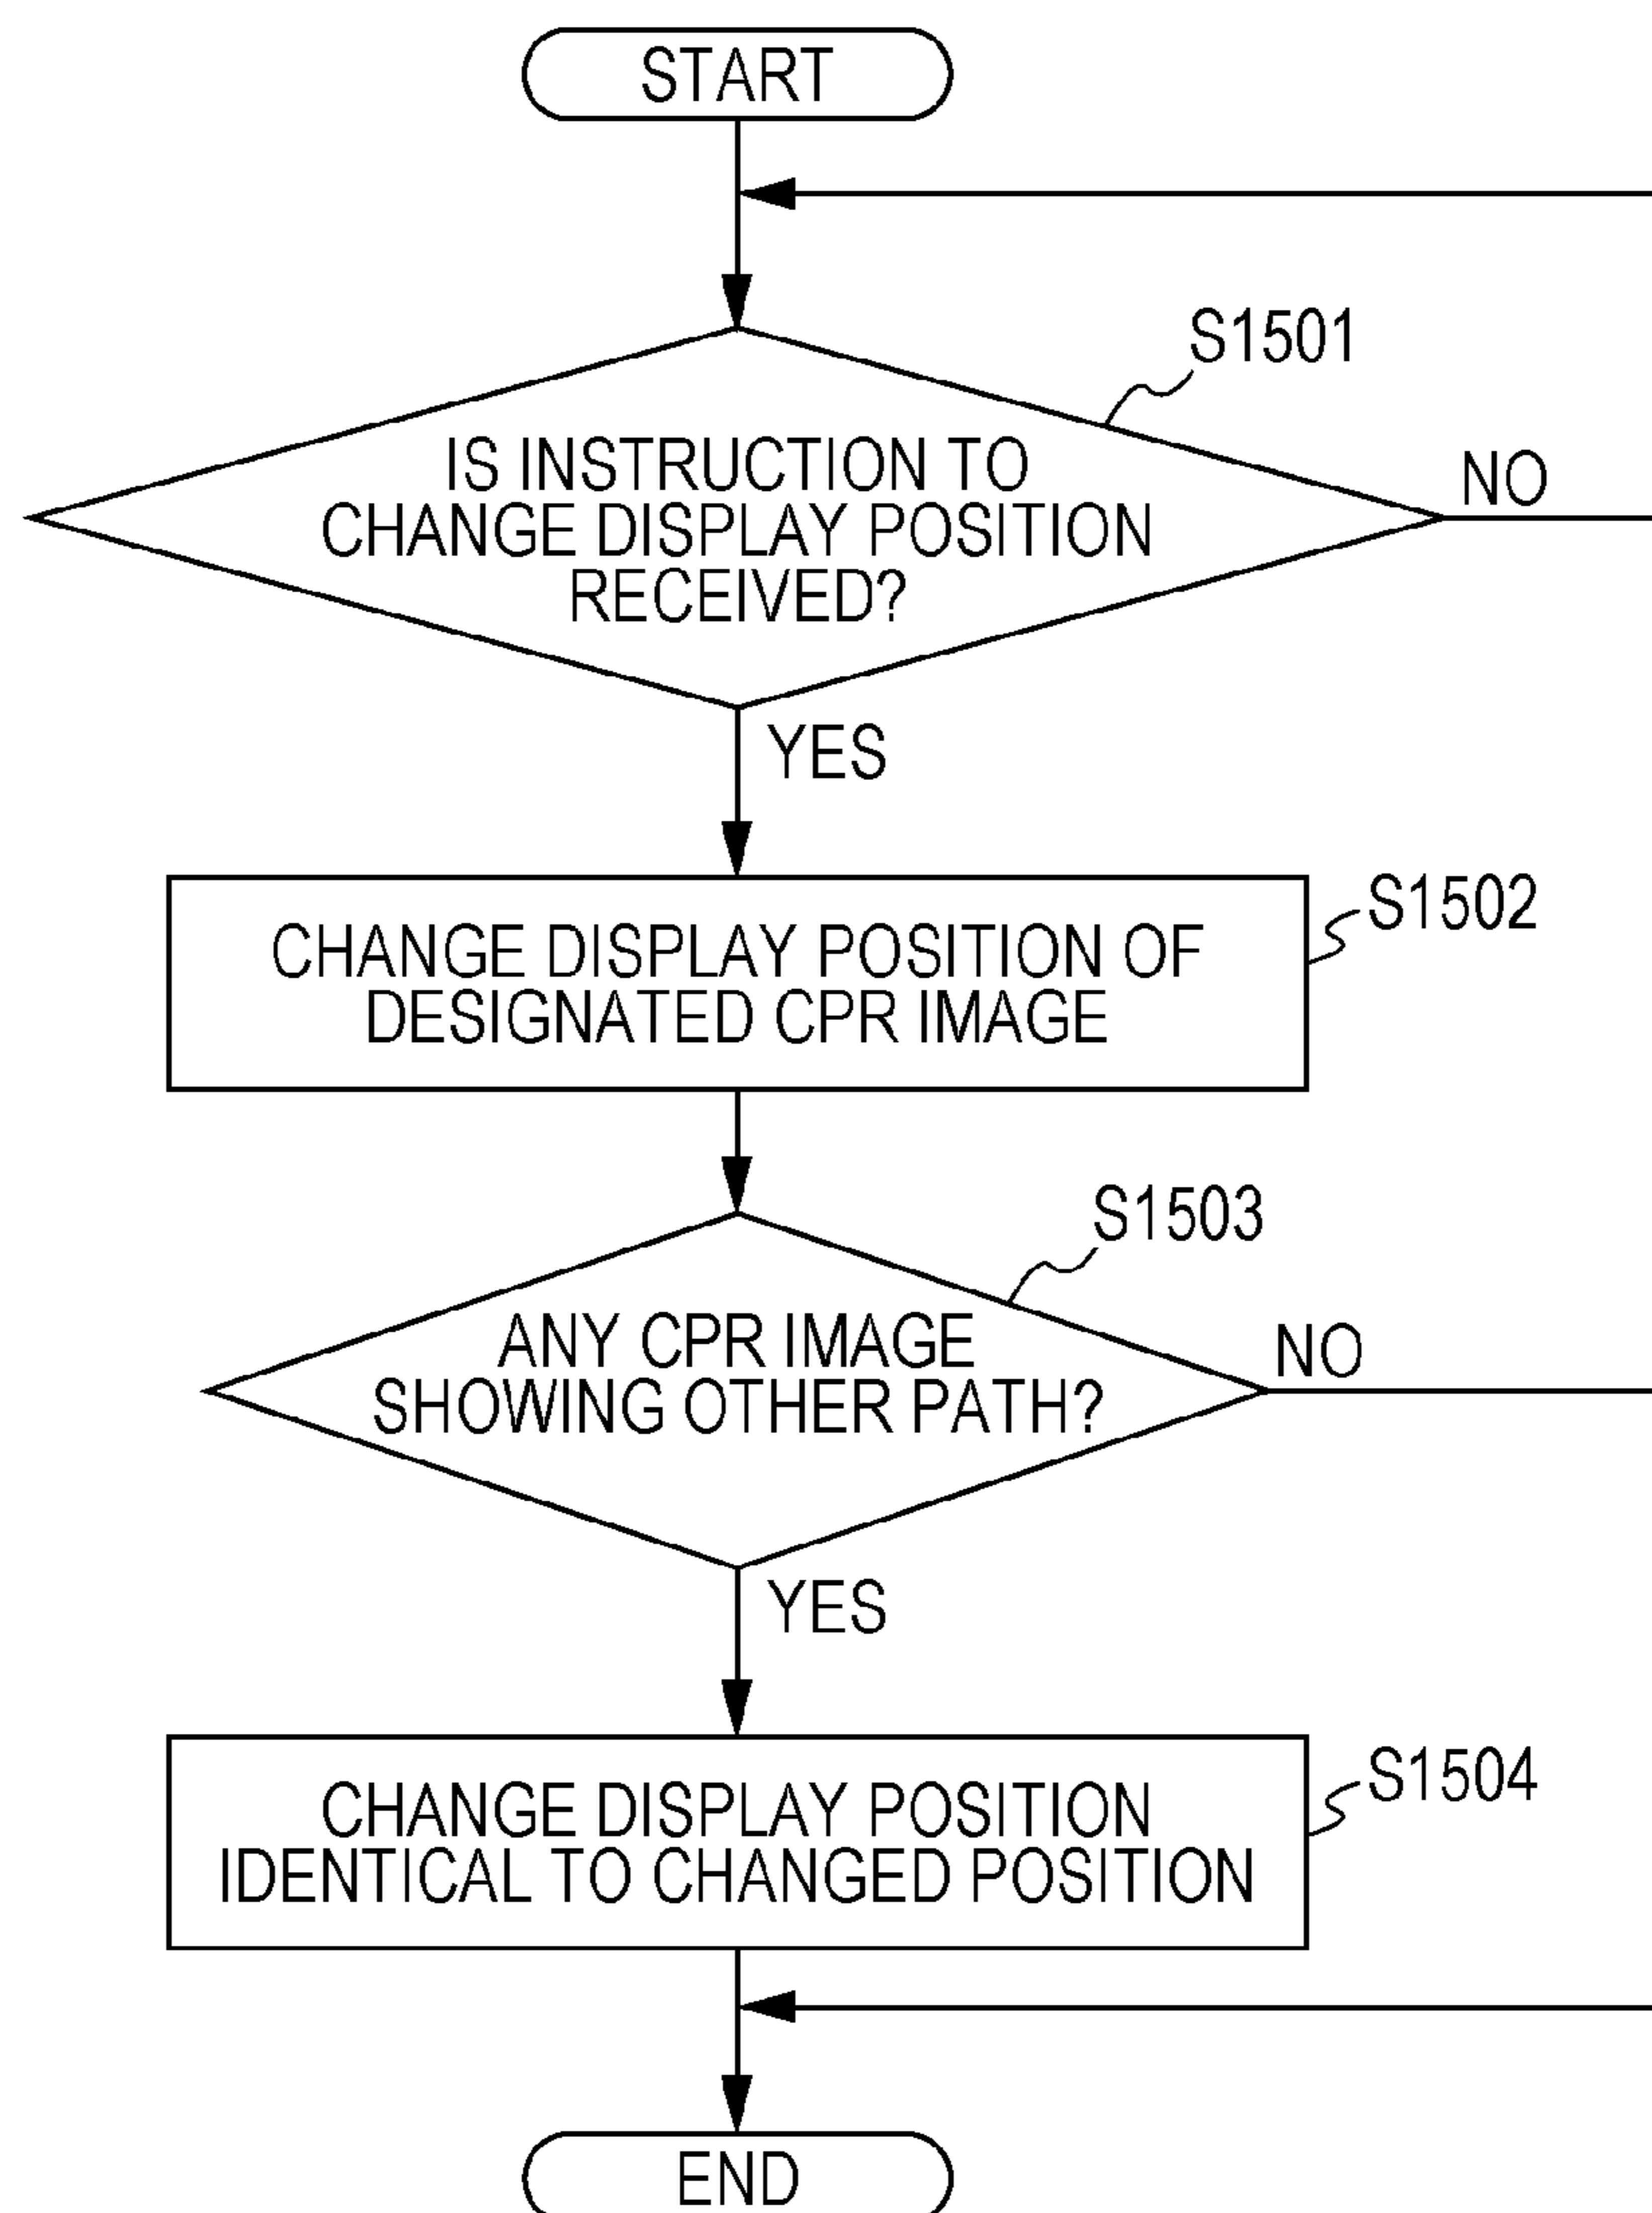 START
S1501
IS INSTRUCTION TO
CHANGE DISPLAY POSITION
RECEIVED?
NO
YES
S1502
CHANGE DISPLAY POSITION OF
DESIGNATED CPR IMAGE
S1503
ANY CPR IMAGE
SHOWING OTHER PATH?
NO
YES
S1504
CHANGE DISPLAY POSITION
IDENTICAL TO CHANGED POSITION
END